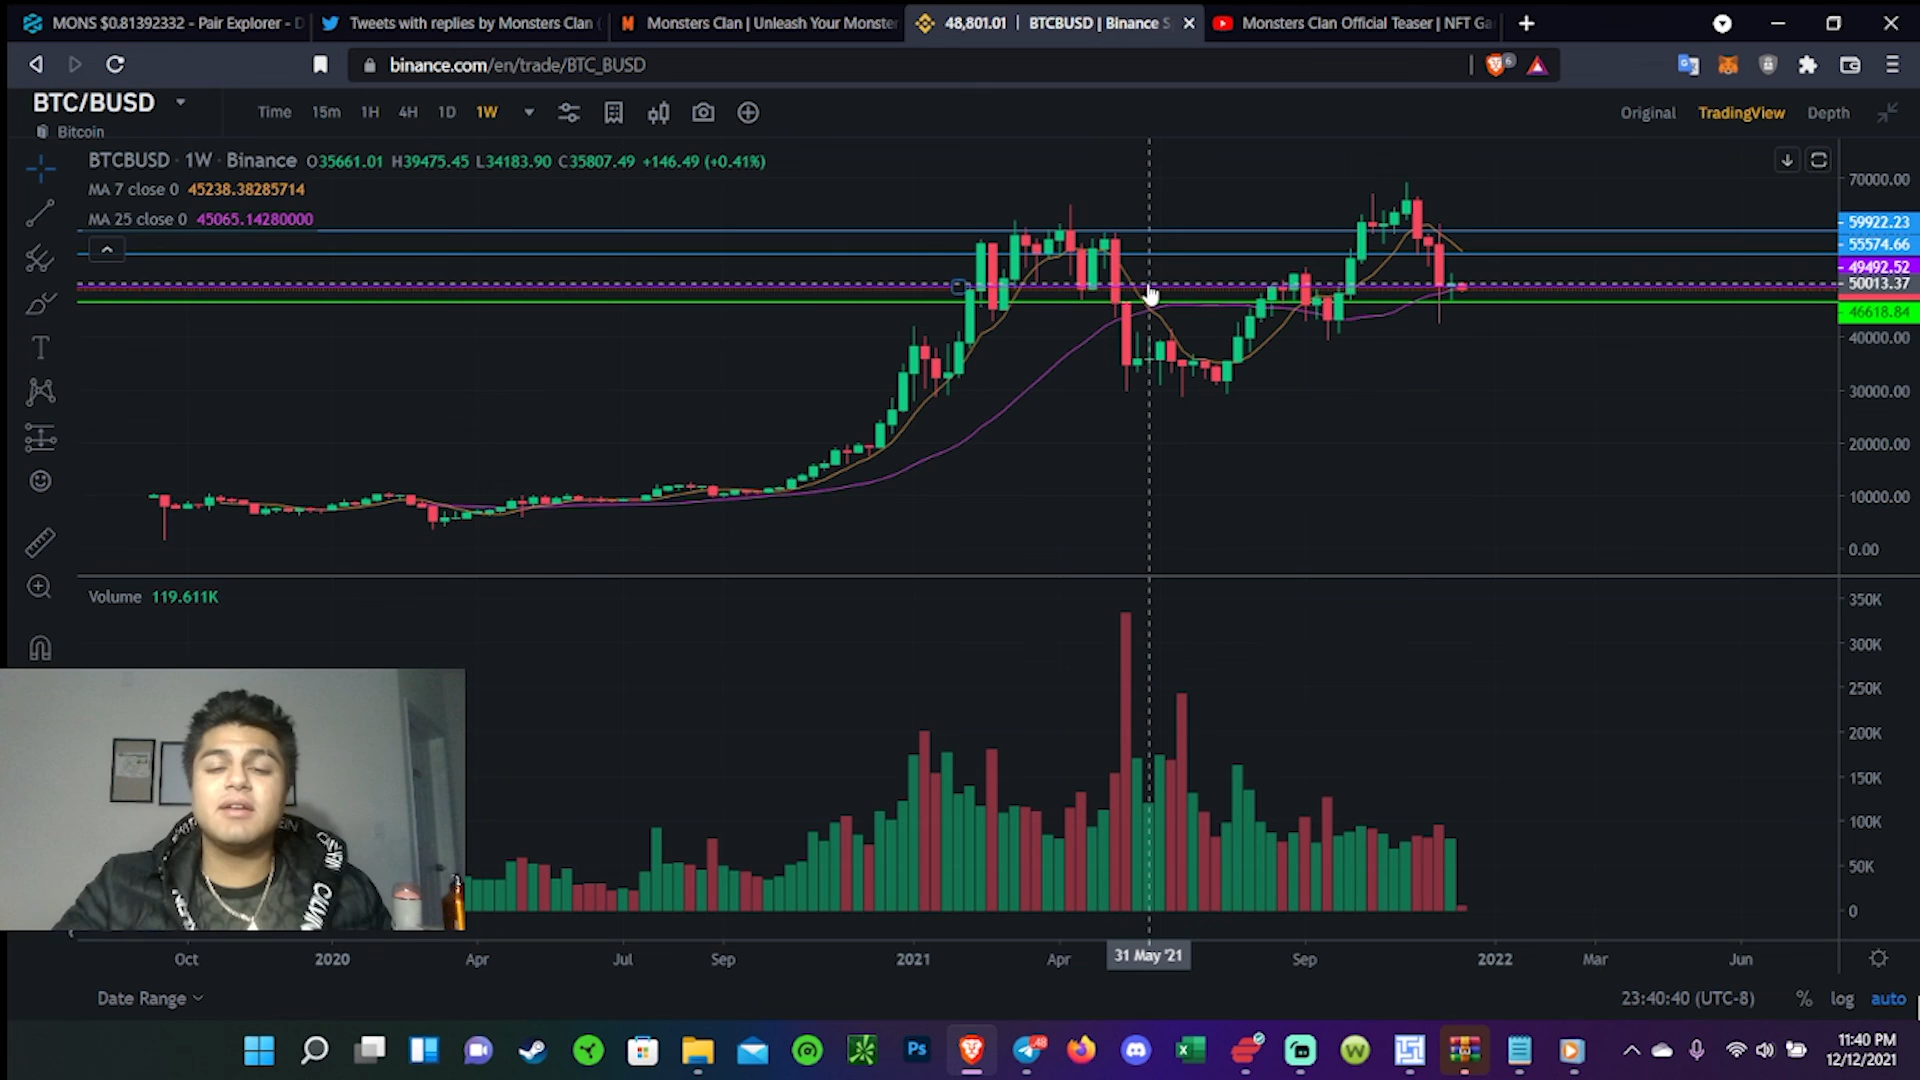 MONS $0.81392332 - Pair Explorer - D
Tweets with replies by Monsters Clan (
Monsters Clan | Unleash Your Monste
48,801.01 | BTCBUSD | Binance S
Monsters Clan Official Teaser | NFT Ga
binance.com/en/trade/BTC_BUSD
6
BTC/BUSD
Bitcoin
Time 15m 1H 4H 1D 1W
Original TradingView Depth
BTCBUSD · 1W · Binance O35661.01 H39475.45 L34183.90 C35807.49 +146.49 (+0.41%)
MA 7 close 0 45238.38285714
MA 25 close 0 45065.14280000
70000.00
59922.23
55574.66
49492.52
50013.37
46618.84
40000.00
30000.00
20000.00
10000.00
0.00
Volume 119.611K
350K
300K
250K
200K
150K
100K
50K
0
Oct 2020 Apr Jul Sep 2021 Apr 31 May '21 Sep 2022 Mar Jun
Date Range
23:40:40 (UTC-8) % log auto
Ps
48
11:40 PM
12/12/2021